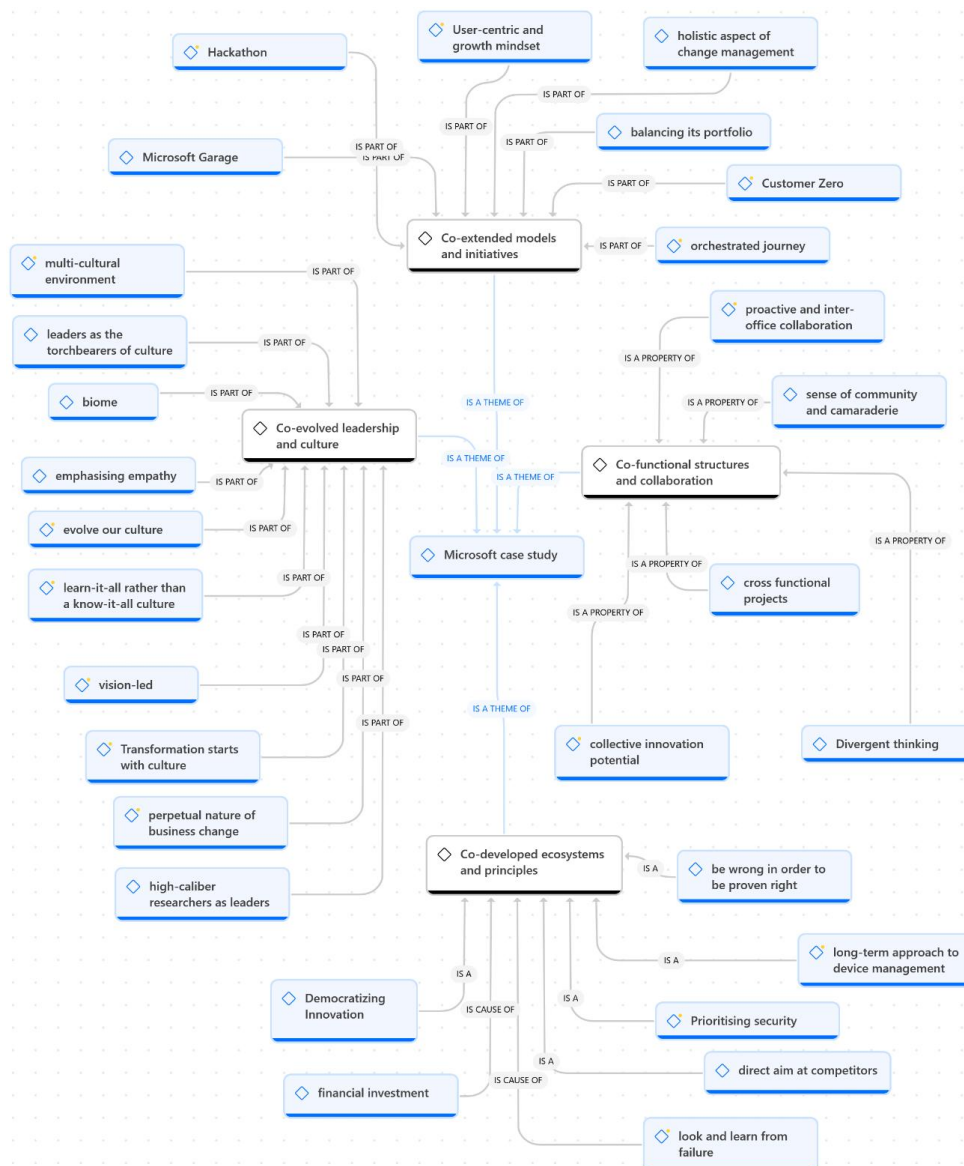 Hackathon
User-centric and
growth mindset
holistic aspect of
change management
IS PART OF
IS PART OF
balancing its portfolio
IS PART OF
IS PART OF
IS PART OF
Microsoft Garage
IS PART OF
Customer Zero
Co-extended models
and initiatives
IS PART OF
orchestrated journey
multi-cultural
environment
IS PART OF
proactive and inter-
office collaboration
leaders as the
torchbearers of culture
IS PART OF
IS A PROPERTY OF
biome
IS PART OF
IS A THEME OF
IS A PROPERTY OF
sense of community
and camaraderie
Co-evolved leadership
and culture
IS A THEME OF
Co-functional structures
and collaboration
IS A THEME OF
emphasising empathy
IS PART OF
evolve our culture
IS PART OF
Microsoft case study
IS A PROPERTY OF
IS A PROPERTY OF
learn-it-all rather than
a know-it-all culture
IS PART OF
cross functional
projects
IS A PROPERTY OF
IS PART OF
IS PART OF
vision-led
IS PART OF
IS A THEME OF
IS PART OF
Transformation starts
with culture
collective innovation
potential
Divergent thinking
perpetual nature of
business change
high-caliber
researchers as leaders
Co-developed ecosystems
and principles
IS A
be wrong in order to
be proven right
IS A
long-term approach to
device management
IS A
Democratizing
Innovation
IS A
IS CAUSE OF
Prioritising security
IS A
direct aim at competitors
IS CAUSE OF
financial investment
look and learn from
failure